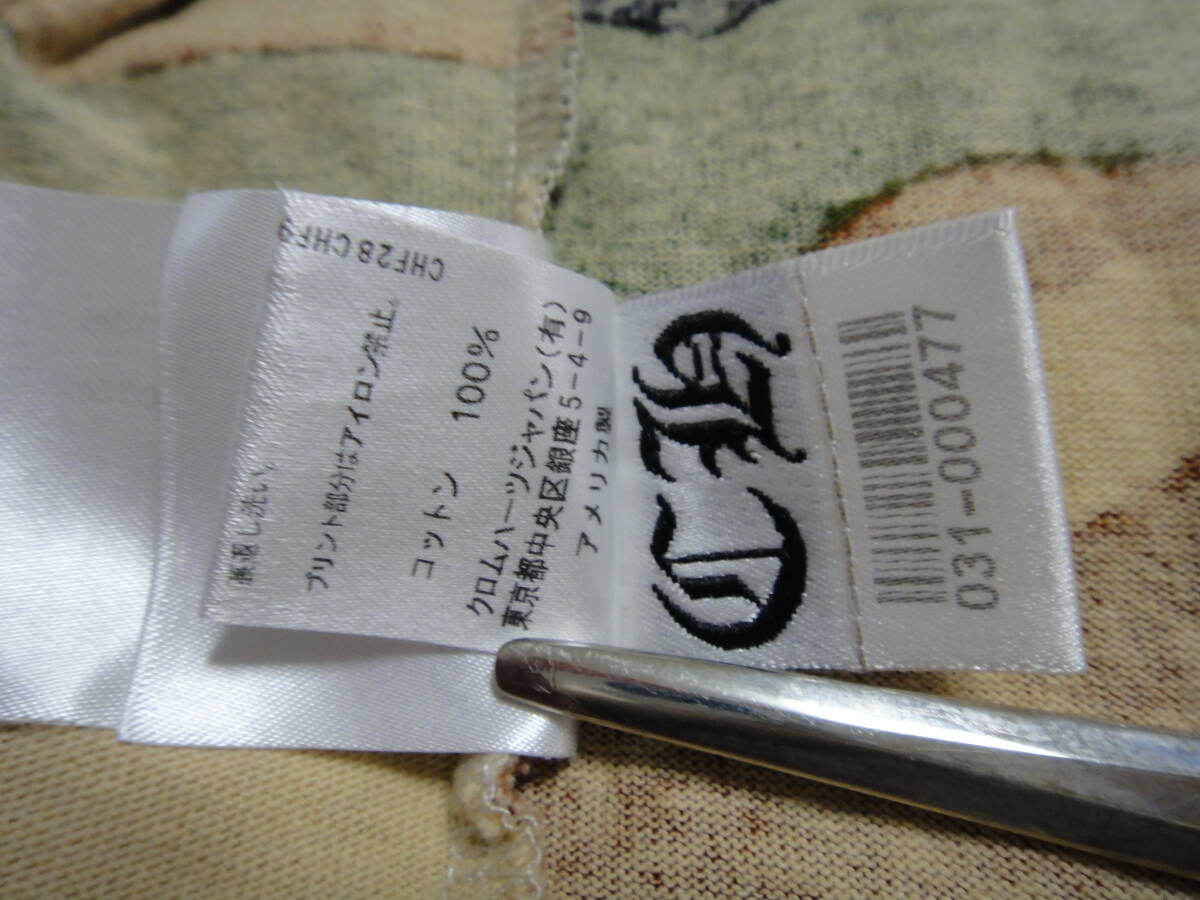 CHF28 CHF9
プリント部分はアイロン禁止。
コットン 100%
クロムハーツジャパン(有)
東京都中央区銀座5-4-9
アメリカ製
CH
031-000477